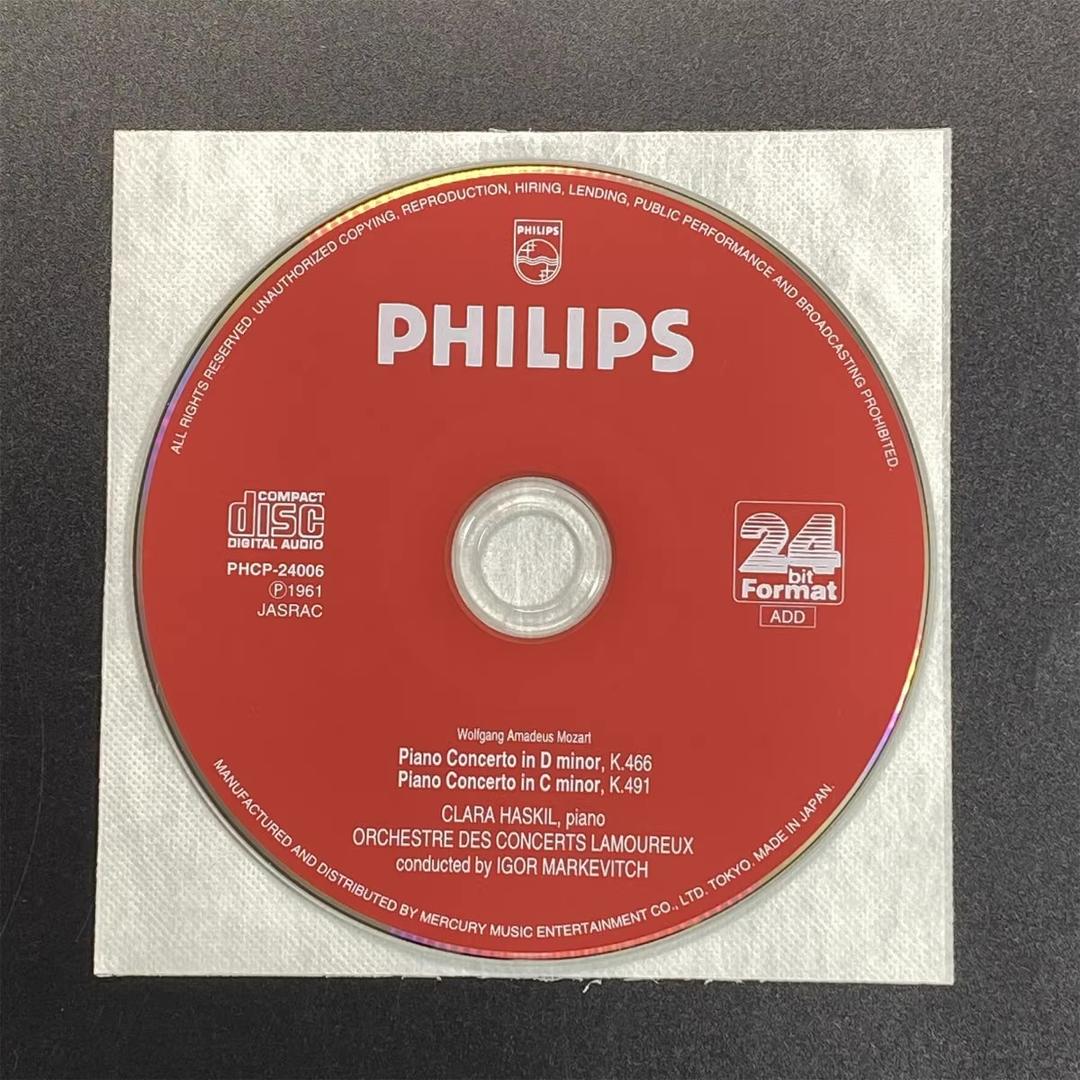 ALL RIGHTS RESERVED. UNAUTHORIZED COPYING, REPRODUCTION, HIRING, LENDING, PUBLIC PERFORMANCE AND BROADCASTING PROHIBITED.
PHILIPS
PHILIPS
COMPACT
disc
DIGITAL AUDIO
PHCP-24006
Ⓟ1961
JASRAC
24
bit
Format
ADD
Wolfgang Amadeus Mozart
Piano Concerto in D minor, K.466
Piano Concerto in C minor, K.491
CLARA HASKIL, piano
ORCHESTRE DES CONCERTS LAMOUREUX
conducted by IGOR MARKEVITCH
MANUFACTURED AND DISTRIBUTED BY MERCURY MUSIC ENTERTAINMENT CO., LTD. TOKYO. MADE IN JAPAN.